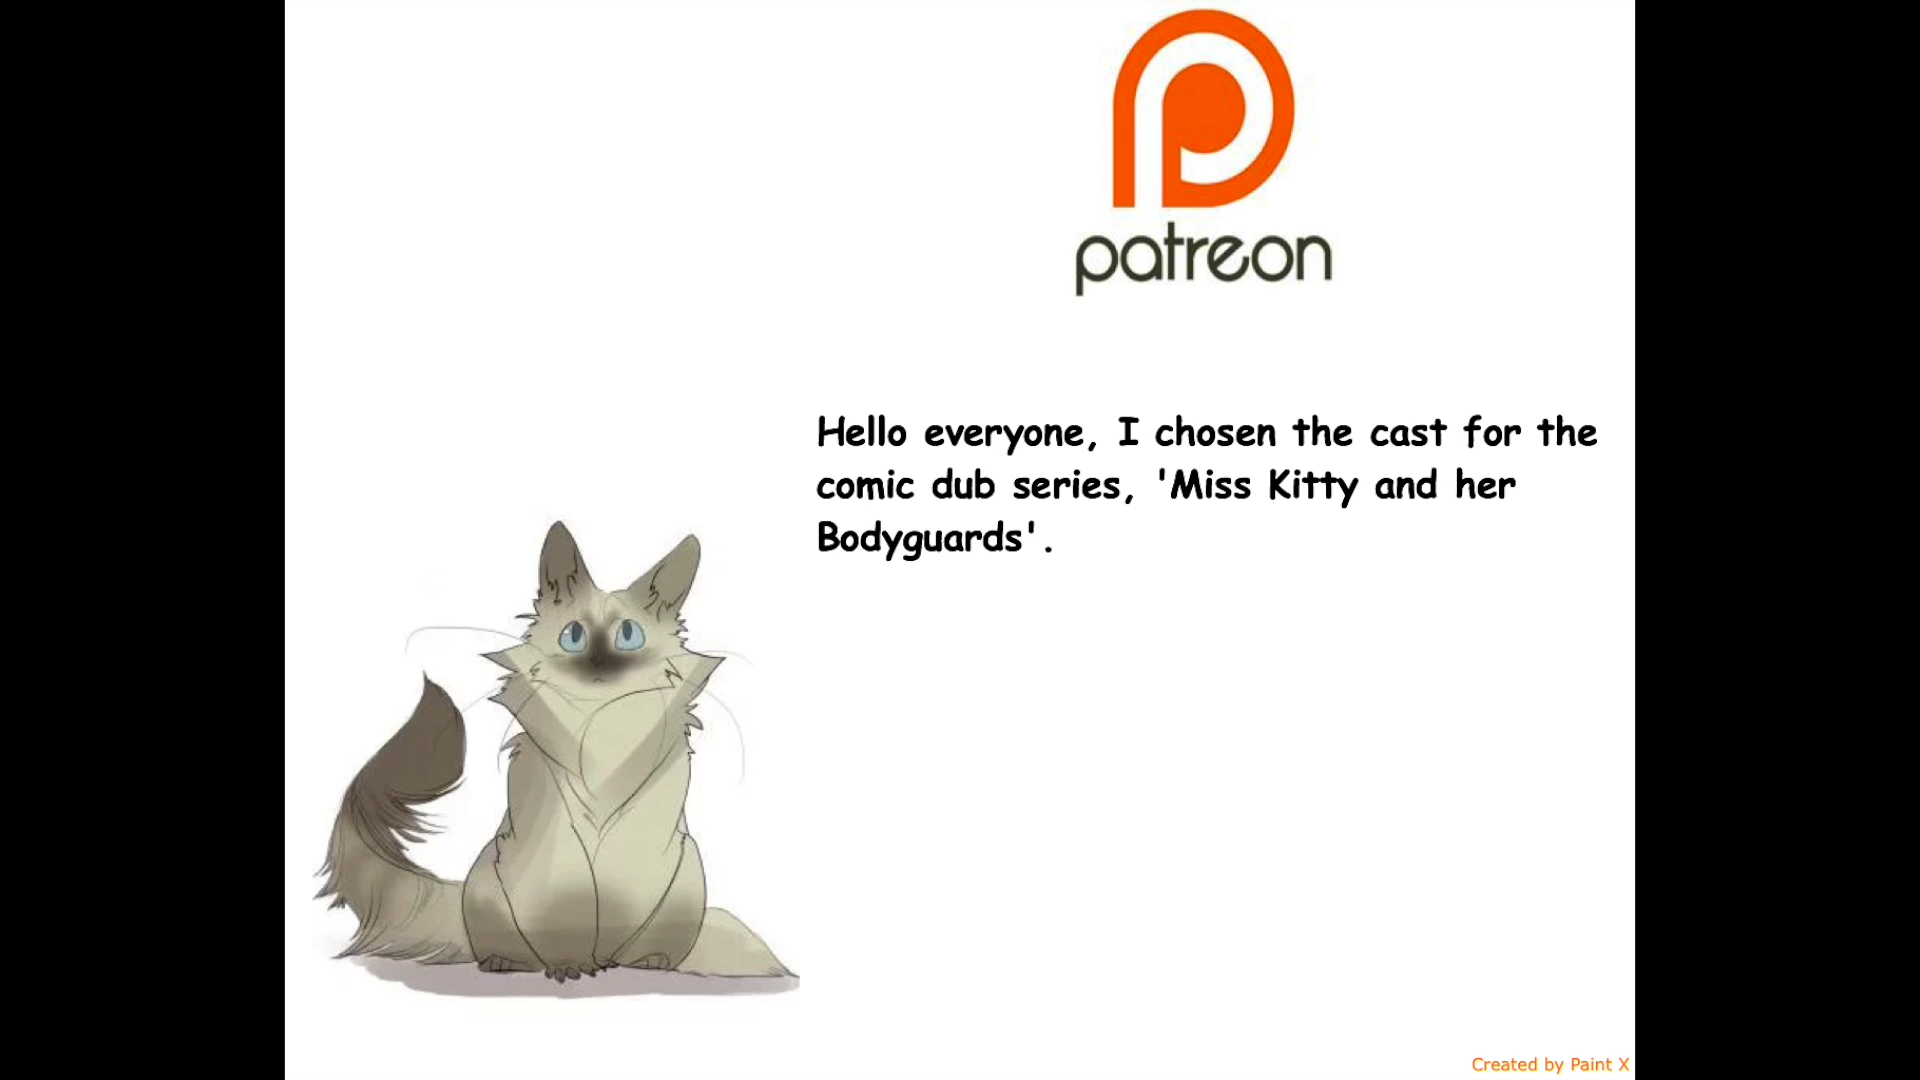 patreon
Hello everyone, I chosen the cast for the
comic dub series, 'Miss Kitty and her
Bodyguards'.
Created by Paint X